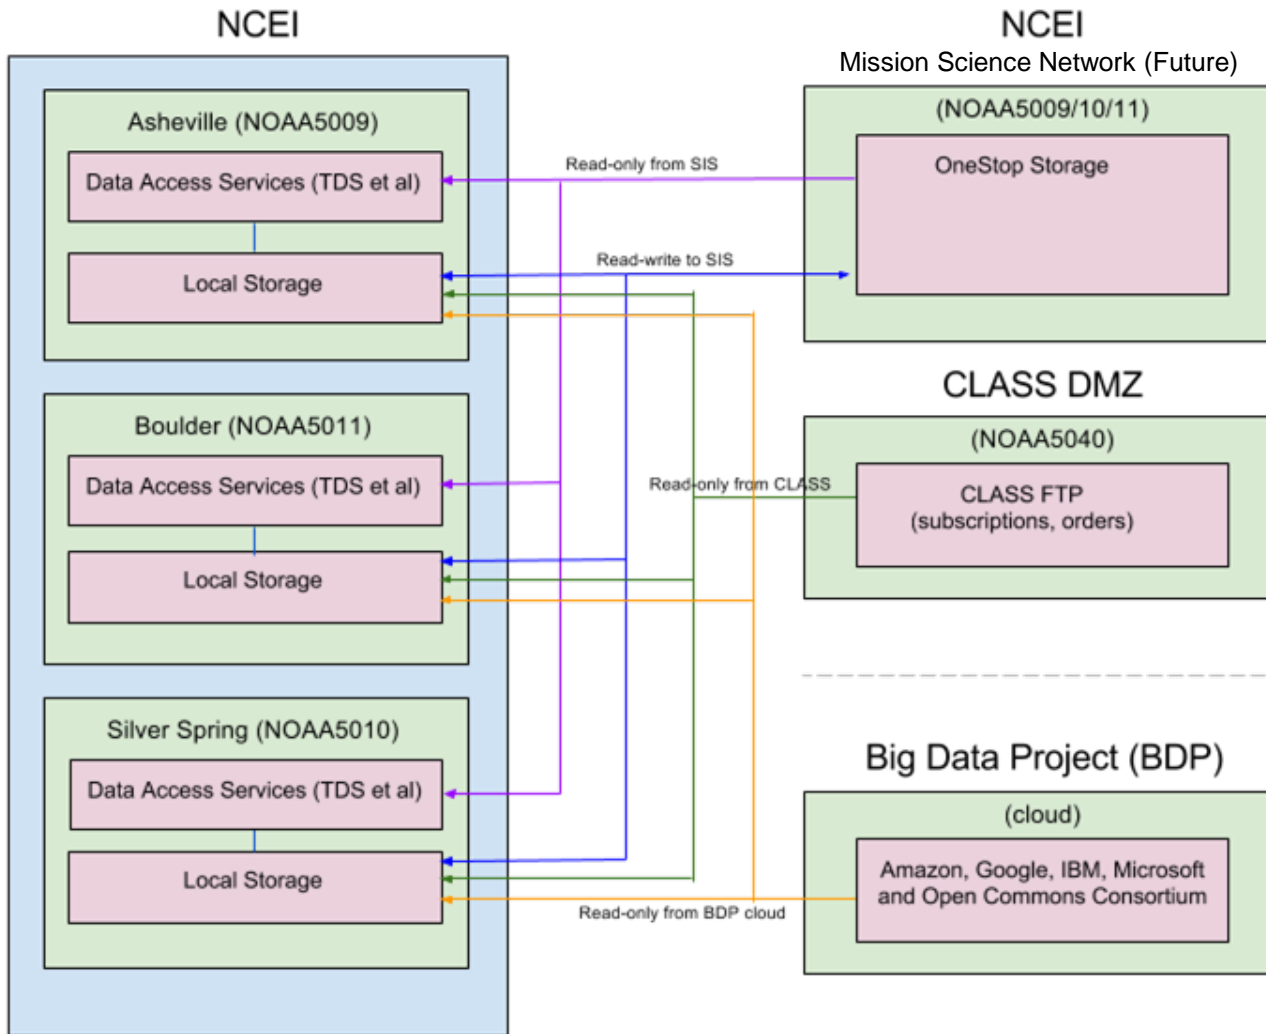 NCEI
Asheville (NOAA5009)
Data Access Services (TDS et al)
Local Storage
Boulder (NOAA5011)
Data Access Services (TDS et al)
Local Storage
Silver Spring (NOAA5010)
Data Access Services (TDS et al)
Local Storage
Read-only from SIS
Read-write to SIS
Read-only from CLASS
Read-only from BDP cloud
NCEI
Mission Science Network (Future)
(NOAA5009/10/11)
OneStop Storage
CLASS DMZ
(NOAA5040)
CLASS FTP
(subscriptions, orders)
Big Data Project (BDP)
(cloud)
Amazon, Google, IBM, Microsoft
and Open Commons Consortium